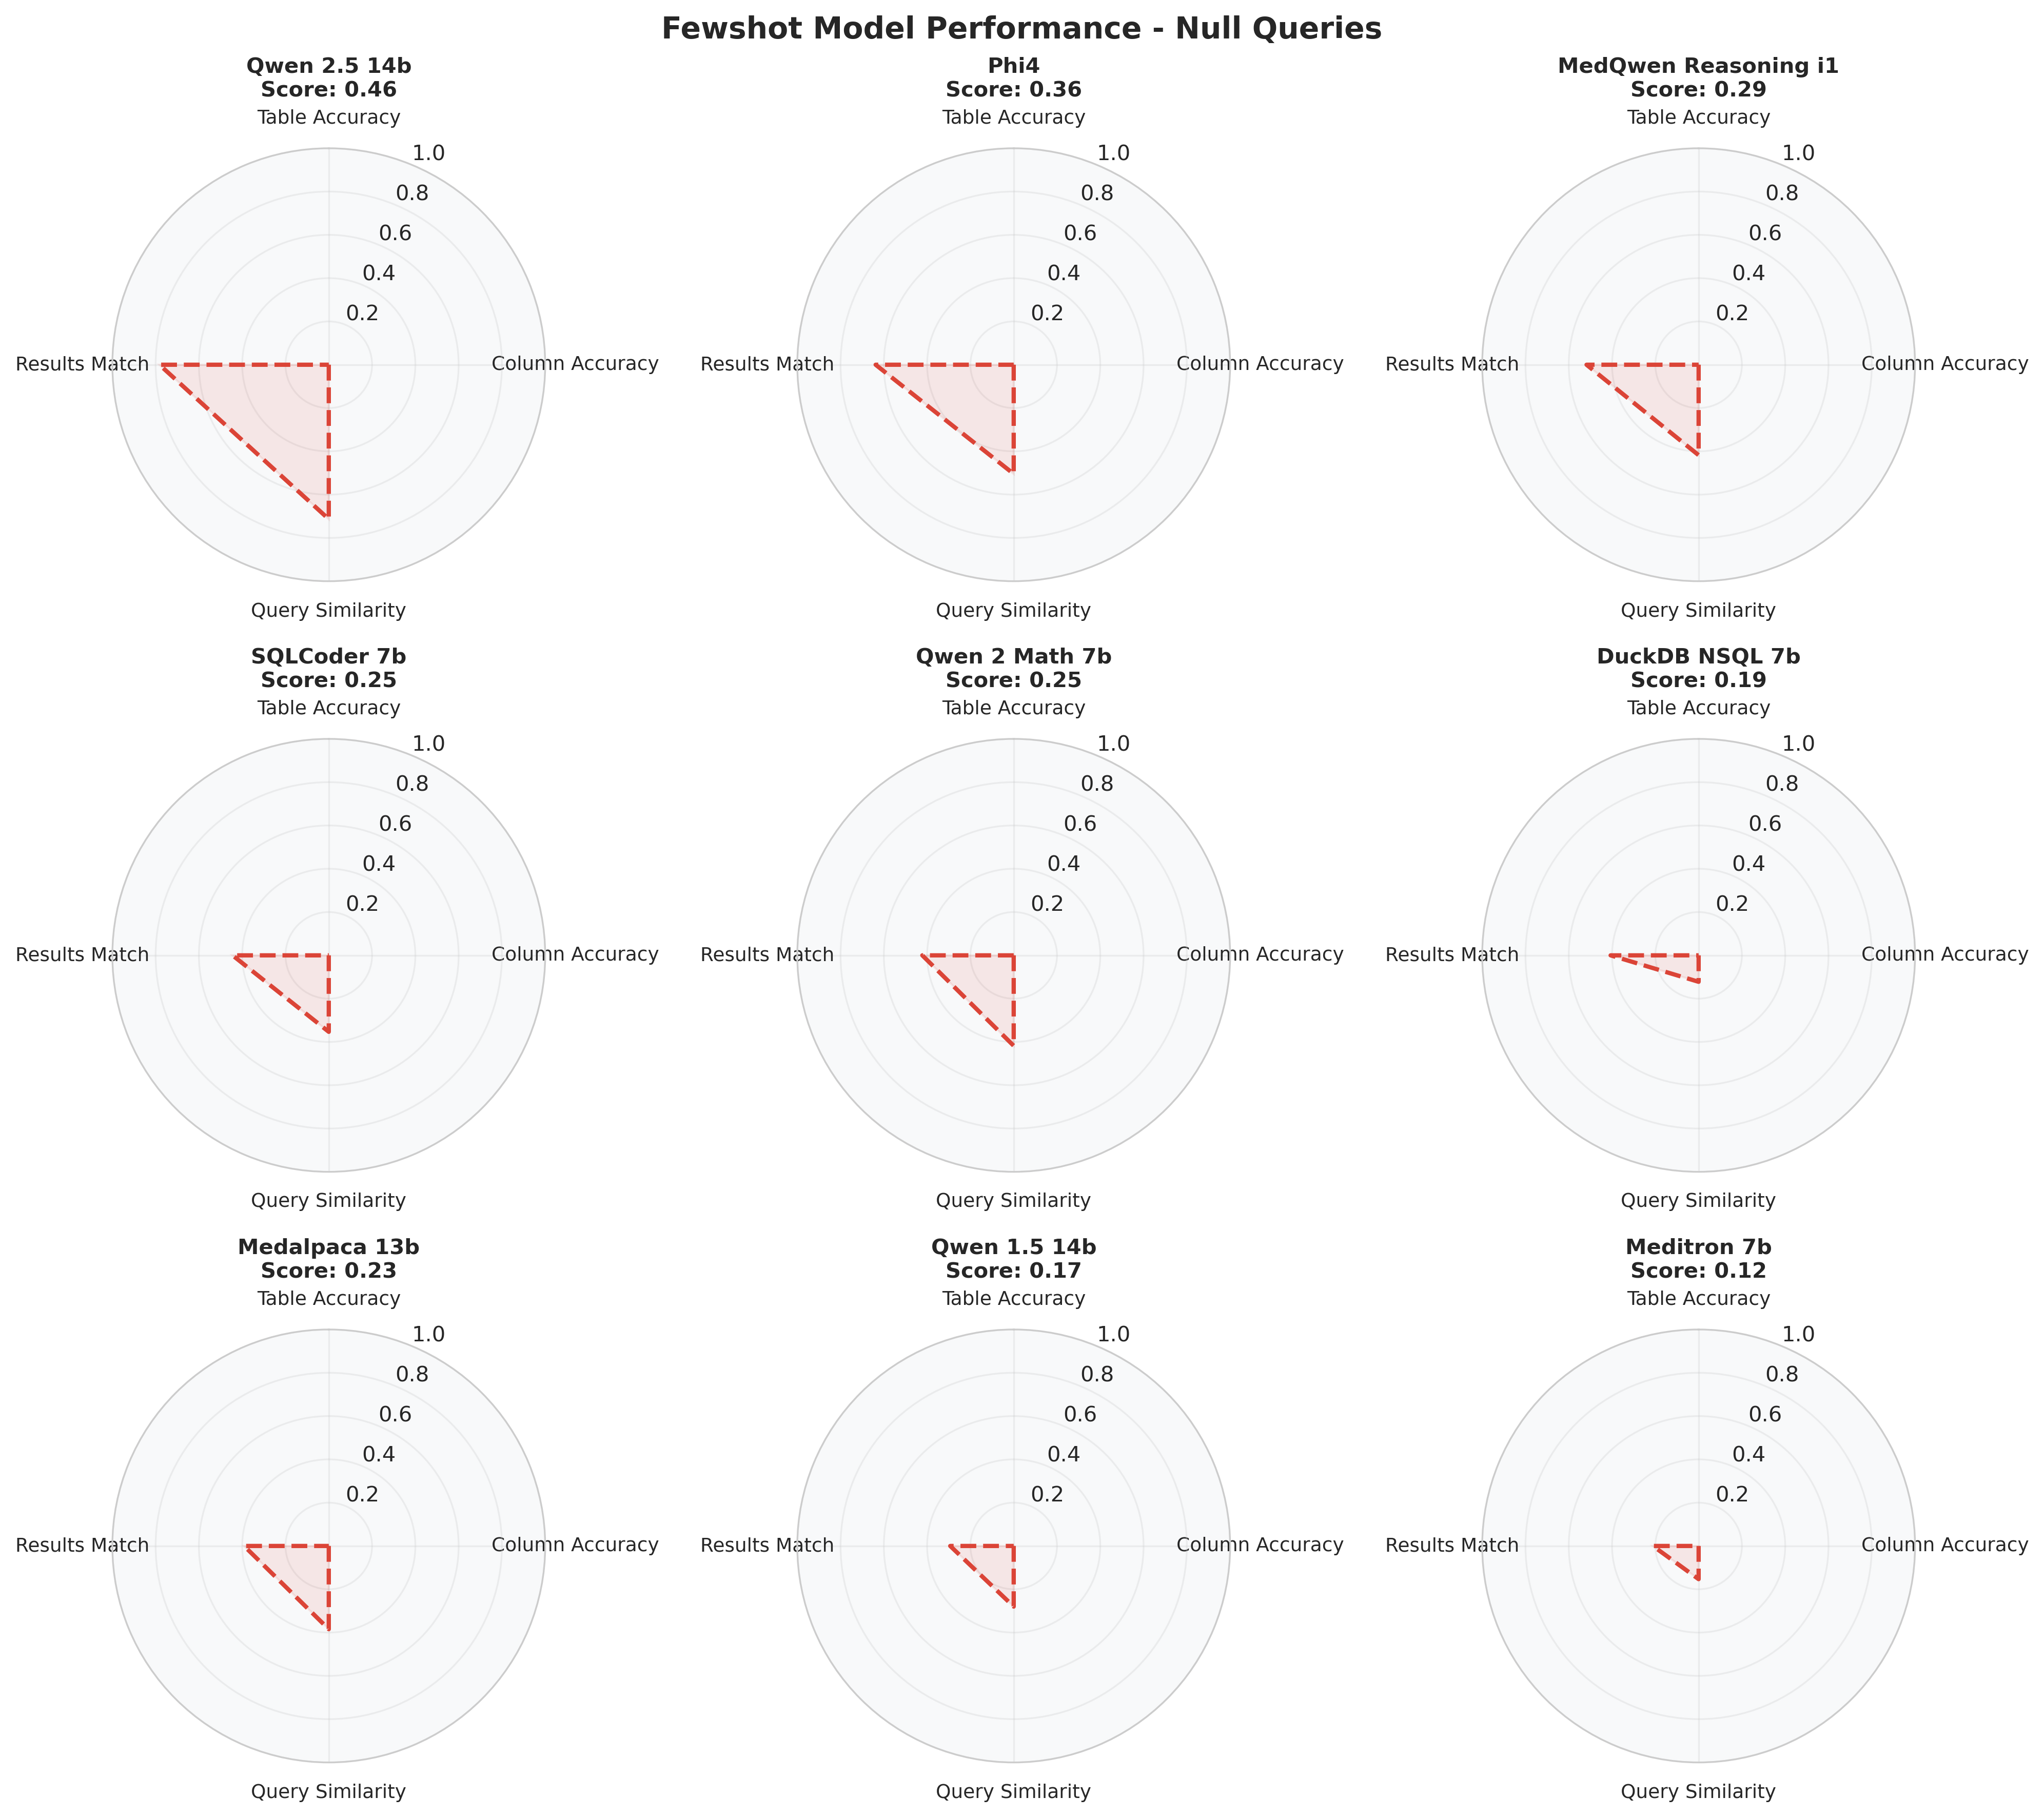 Fewshot Model Performance - Null Queries
Qwen 2.5 14b
Score: 0.46
Table Accuracy
1.0
0.8
0.6
0.4
0.2
Results Match
Column Accuracy
Query Similarity
Phi4
Score: 0.36
Table Accuracy
1.0
0.8
0.6
0.4
0.2
Results Match
Column Accuracy
Query Similarity
MedQwen Reasoning i1
Score: 0.29
Table Accuracy
1.0
0.8
0.6
0.4
0.2
Results Match
Column Accuracy
Query Similarity
SQLCoder 7b
Score: 0.25
Table Accuracy
1.0
0.8
0.6
0.4
0.2
Results Match
Column Accuracy
Query Similarity
Qwen 2 Math 7b
Score: 0.25
Table Accuracy
1.0
0.8
0.6
0.4
0.2
Results Match
Column Accuracy
Query Similarity
DuckDB NSQL 7b
Score: 0.19
Table Accuracy
1.0
0.8
0.6
0.4
0.2
Results Match
Column Accuracy
Query Similarity
Medalpaca 13b
Score: 0.23
Table Accuracy
1.0
0.8
0.6
0.4
0.2
Results Match
Column Accuracy
Query Similarity
Qwen 1.5 14b
Score: 0.17
Table Accuracy
1.0
0.8
0.6
0.4
0.2
Results Match
Column Accuracy
Query Similarity
Meditron 7b
Score: 0.12
Table Accuracy
1.0
0.8
0.6
0.4
0.2
Results Match
Column Accuracy
Query Similarity